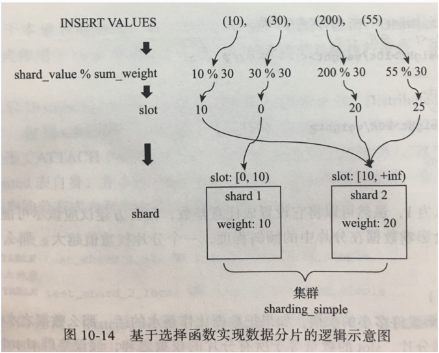 INSERT VALUES (10), (30), (200), (55)
shard_value % sum_weight 10 % 30 30 % 30 200 % 30 55 % 30
slot 10 0 20 25
slot: [0, 10) slot: [10, +inf)
shard
shard 1 shard 2
weight: 10 weight: 20
集群
sharding_simple
图 10-14 基于选择函数实现数据分片的逻辑示意图